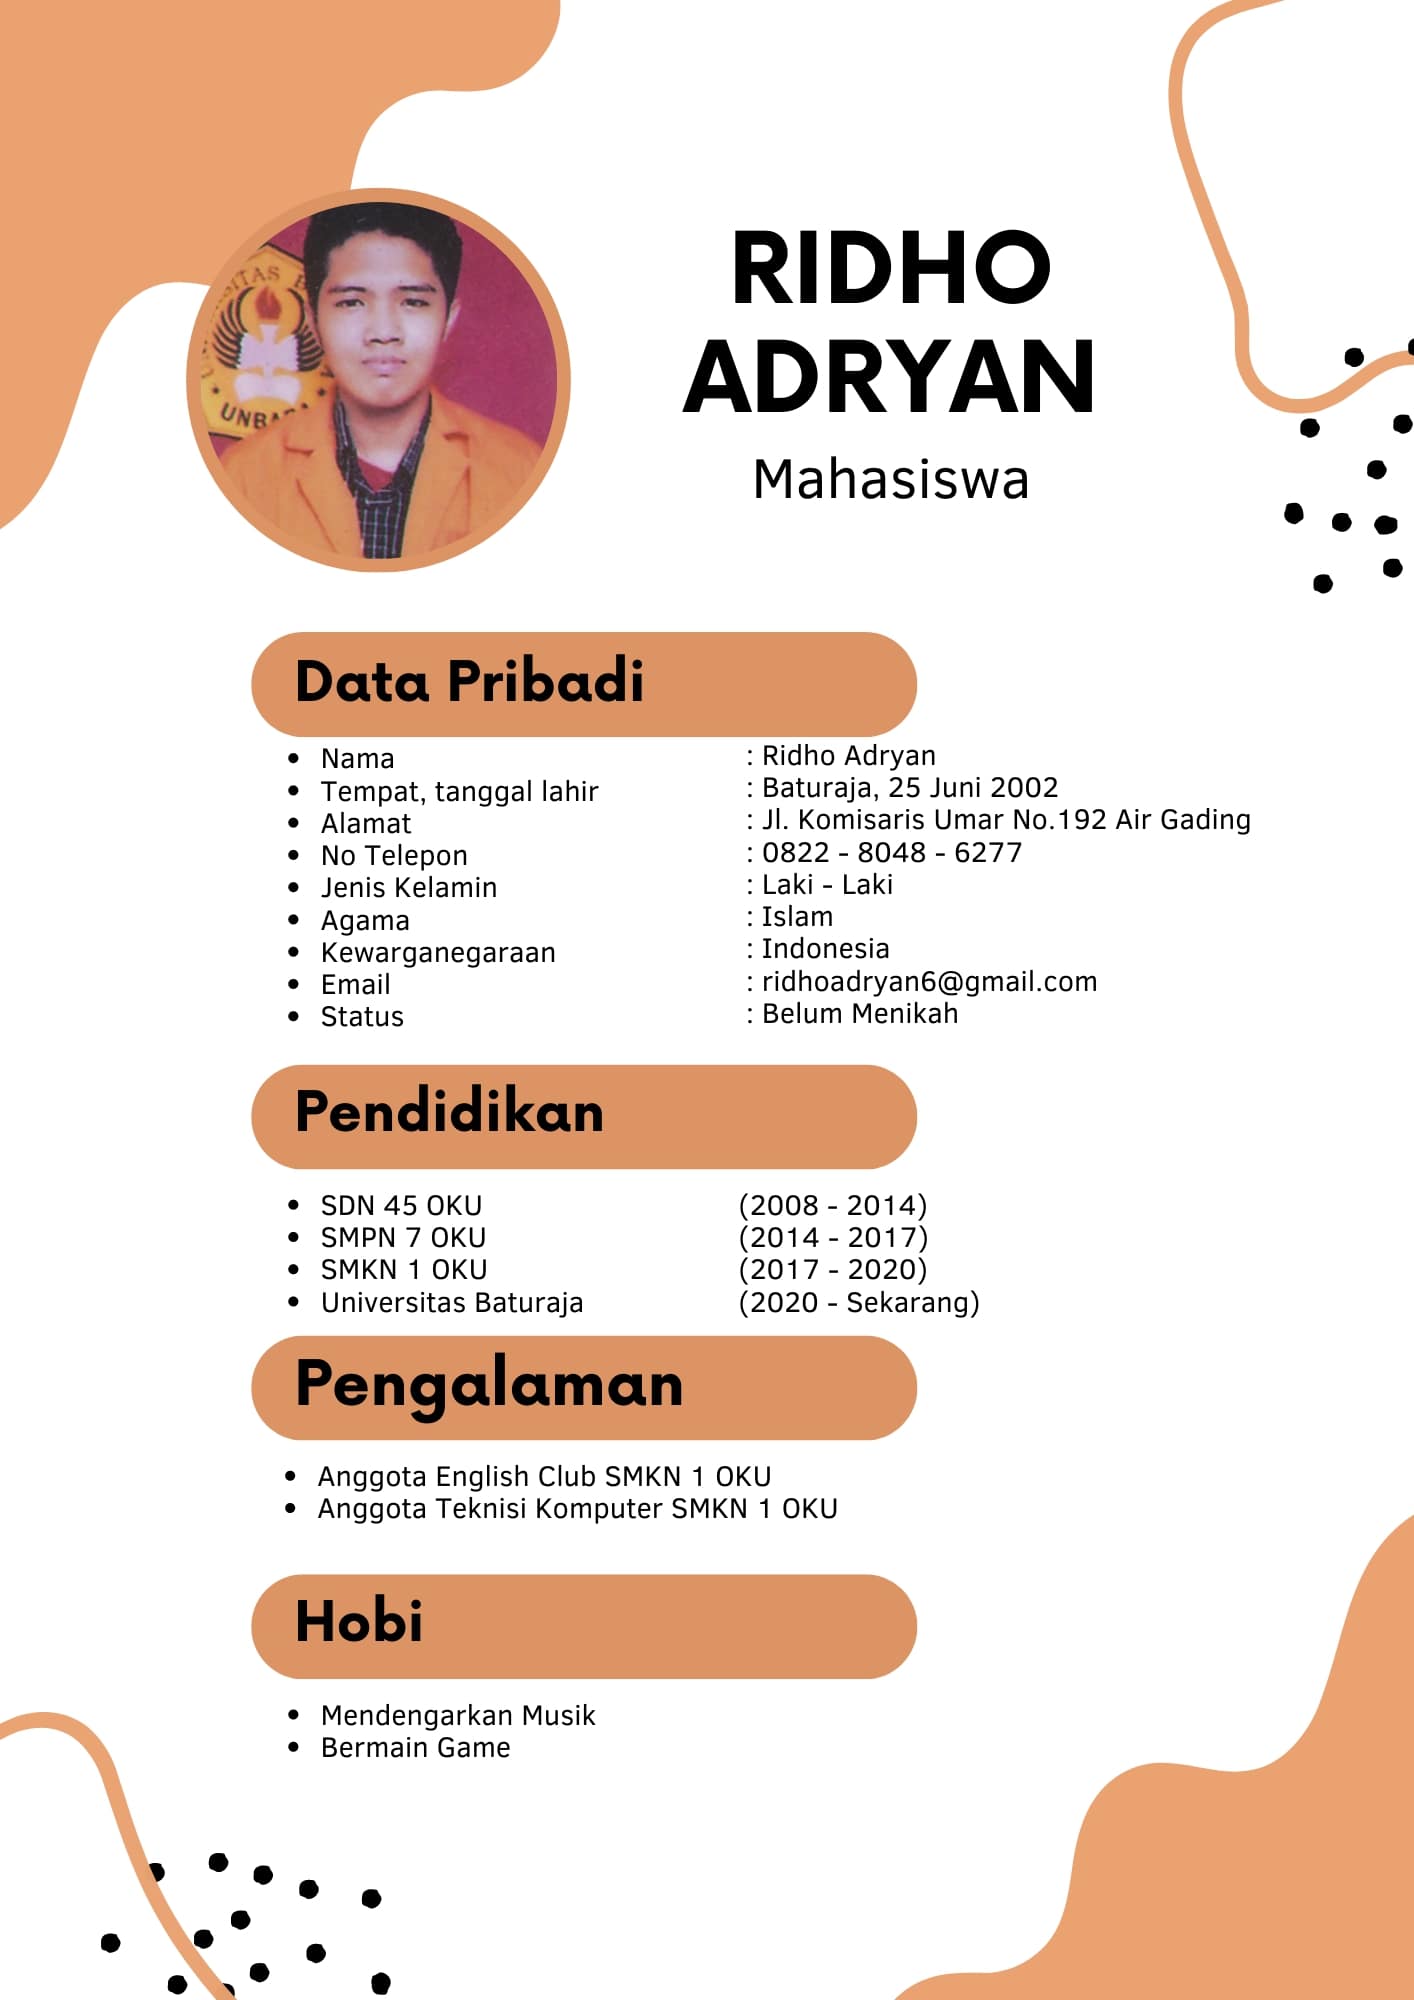 RIDHO
ADRYAN
Mahasiswa
UNBARA
Data Pribadi
• Nama : Ridho Adryan
• Tempat, tanggal lahir : Baturaja, 25 Juni 2002
• Alamat : Jl. Komisaris Umar No.192 Air Gading
• No Telepon : 0822 - 8048 - 6277
• Jenis Kelamin : Laki - Laki
• Agama : Islam
• Kewarganegaraan : Indonesia
• Email : ridhoadryan6@gmail.com
• Status : Belum Menikah
Pendidikan
• SDN 45 OKU (2008 - 2014)
• SMPN 7 OKU (2014 - 2017)
• SMKN 1 OKU (2017 - 2020)
• Universitas Baturaja (2020 - Sekarang)
Pengalaman
• Anggota English Club SMKN 1 OKU
• Anggota Teknisi Komputer SMKN 1 OKU
Hobi
• Mendengarkan Musik
• Bermain Game